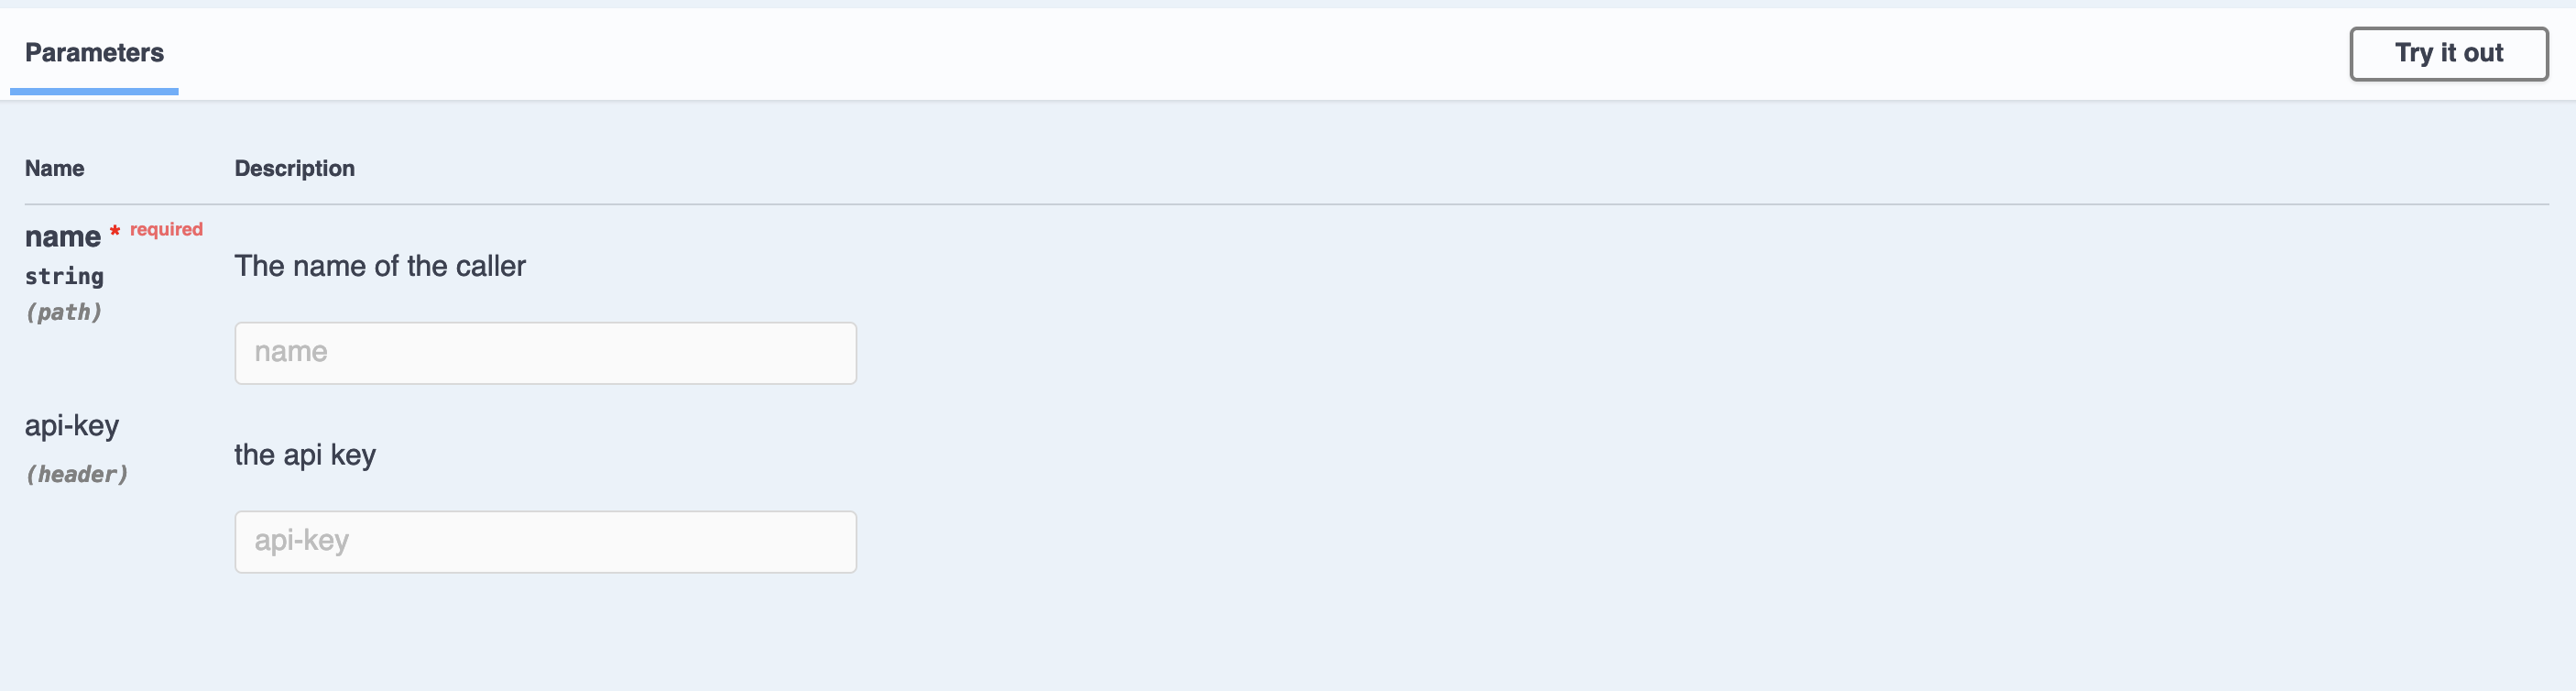 Parameters
Try it out
Name Description
name * required
string
(path)
The name of the caller
name
api-key
(header)
the api key
api-key